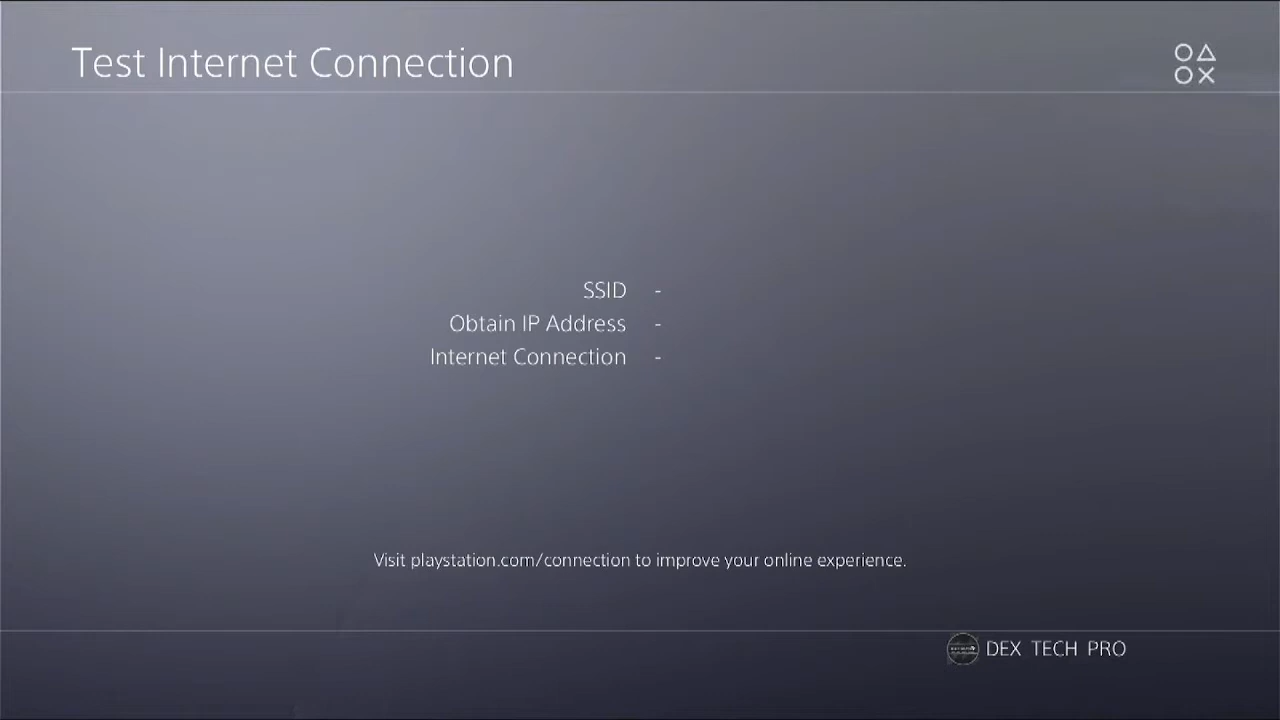 Test Internet Connection
SSID -
Obtain IP Address -
Internet Connection -
Visit playstation.com/connection to improve your online experience.
DEX TECH PRO